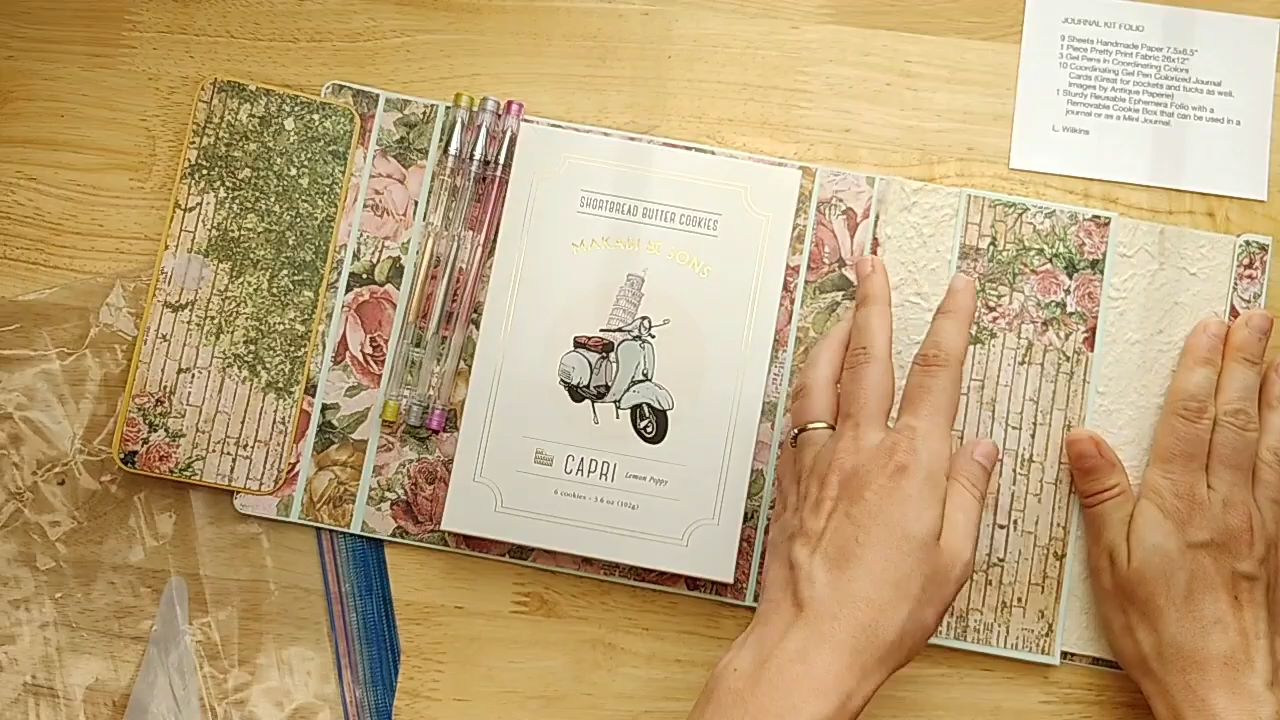 JOURNAL KIT FOLIO
9 Sheets Handmade Paper 7.5x6.5"
1 Piece Pretty Print Fabric 26x12"
3 Gel Pens in Coordinating Colors
10 Coordinating Gel Pen Colorized Journal
Cards (Great for pockets and tucks as well,
Images by Antique Paperie)
1 Sturdy Reusable Ephemera Folio with a
Removable Cookie Box that can be used in a
journal or as a Mini Journal.
L. Wilkins
SHORTBREAD BUTTER COOKIES
MAKABI & SONS
CAPRI Lemon Poppy
6 cookies - 3.6 oz (102g)